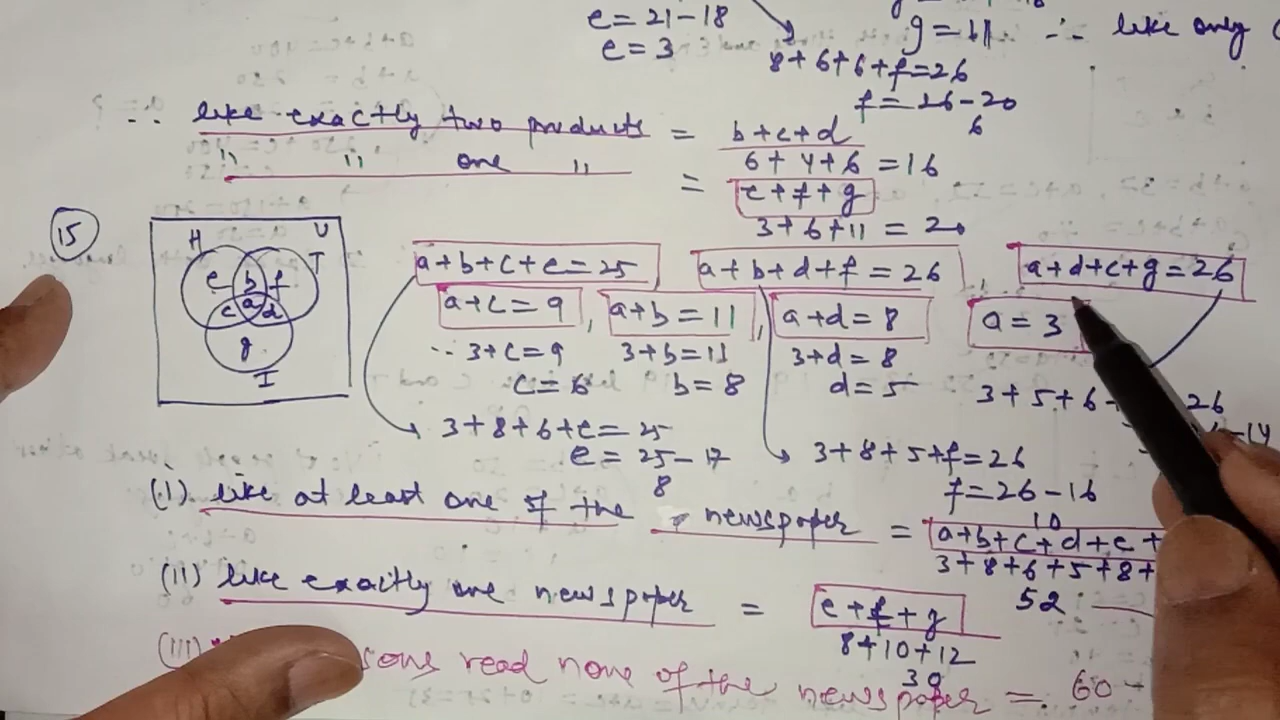 e = 21 - 18
e = 3
g = 11 ∴ like only
8+6+6+f=26
f = 26 - 20
6
∴ like exactly two products = b+c+d
6+4+6 = 16
" " one " = e+f+g
3+6+11 = 20
15
H U T
e b f
c a d
g
I
a+b+c+e = 25 a+b+d+f = 26 , a+d+c+g = 26
a+c = 9 , a+b = 11 , a+d = 8 a = 3
∴ 3+c = 9 3+b = 11 3+d = 8
c = 6 b = 8 d = 5 3+5+6+ 26
3+8+6+e = 25 -14
e = 25 - 17 3+8+5+f = 26
8 f = 26 - 16
10
(i) like at least one of the newspaper = a+b+c+d+e+
3+8+6+5+8+
52
(ii) like exactly one newspaper = e+f+g
8+10+12
30
(iii) sons read none of the newspaper = 60 -